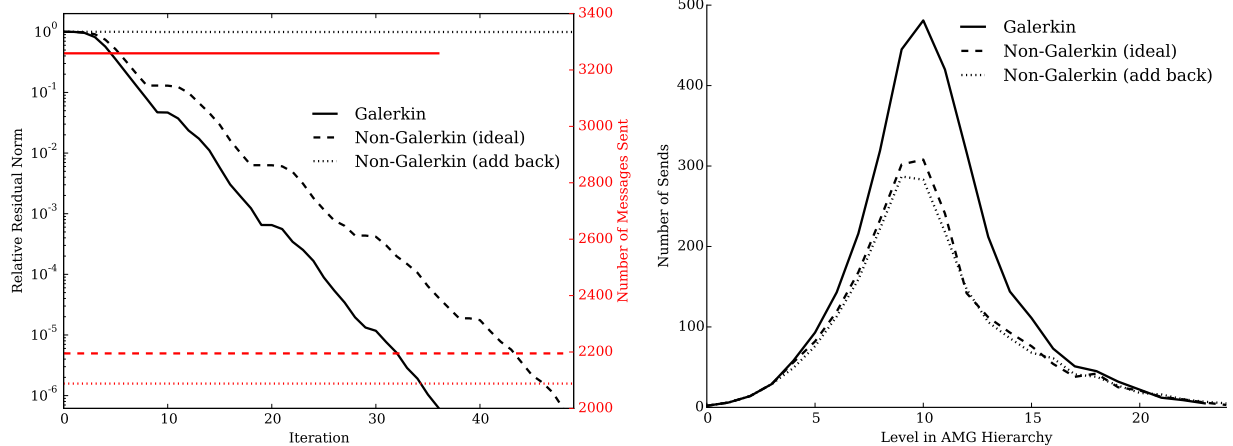 10^0
10^-1
10^-2
10^-3
10^-4
10^-5
10^-6
Relative Residual Norm
0 10 20 30 40
Iteration
3400
3200
3000
2800
2600
2400
2200
2000
Number of Messages Sent
Galerkin
Non-Galerkin (ideal)
Non-Galerkin (add back)
500
400
300
200
100
0
Number of Sends
0 5 10 15 20
Level in AMG Hierarchy
Galerkin
Non-Galerkin (ideal)
Non-Galerkin (add back)